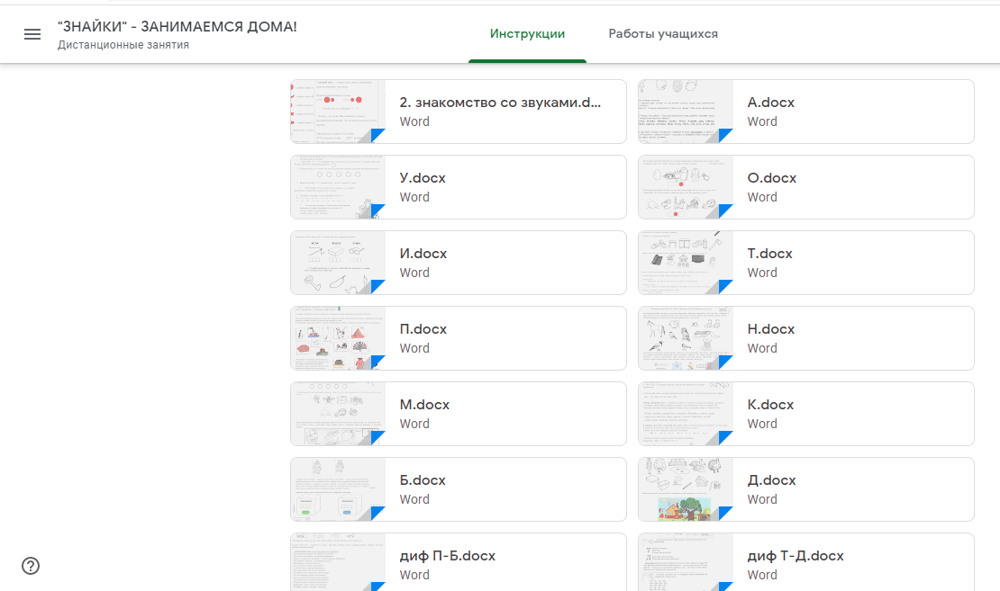 "ЗНАЙКИ" - ЗАНИМАЕМСЯ ДОМА!
Дистанционные занятия
Инструкции
Работы учащихся
2. знакомство со звуками.d...
Word
А.docx
Word
У.docx
Word
О.docx
Word
И.docx
Word
Т.docx
Word
П.docx
Word
Н.docx
Word
М.docx
Word
К.docx
Word
Б.docx
Word
Д.docx
Word
диф П-Б.docx
Word
диф Т-Д.docx
Word